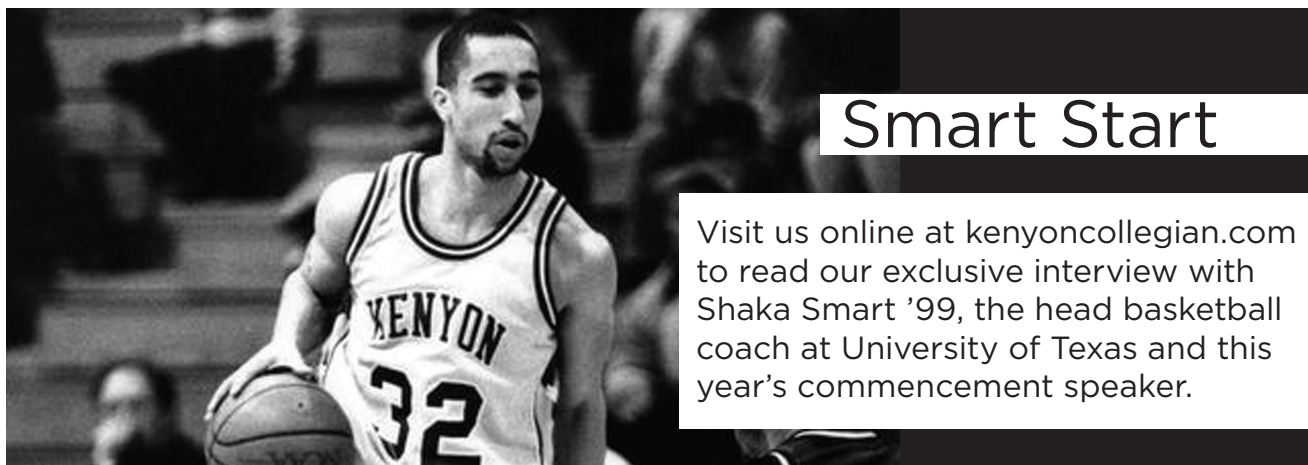 Smart Start
Visit us online at kenyoncollegian.com
to read our exclusive interview with
Shaka Smart ’99, the head basketball
coach at University of Texas and this
year’s commencement speaker.
KENYON
32